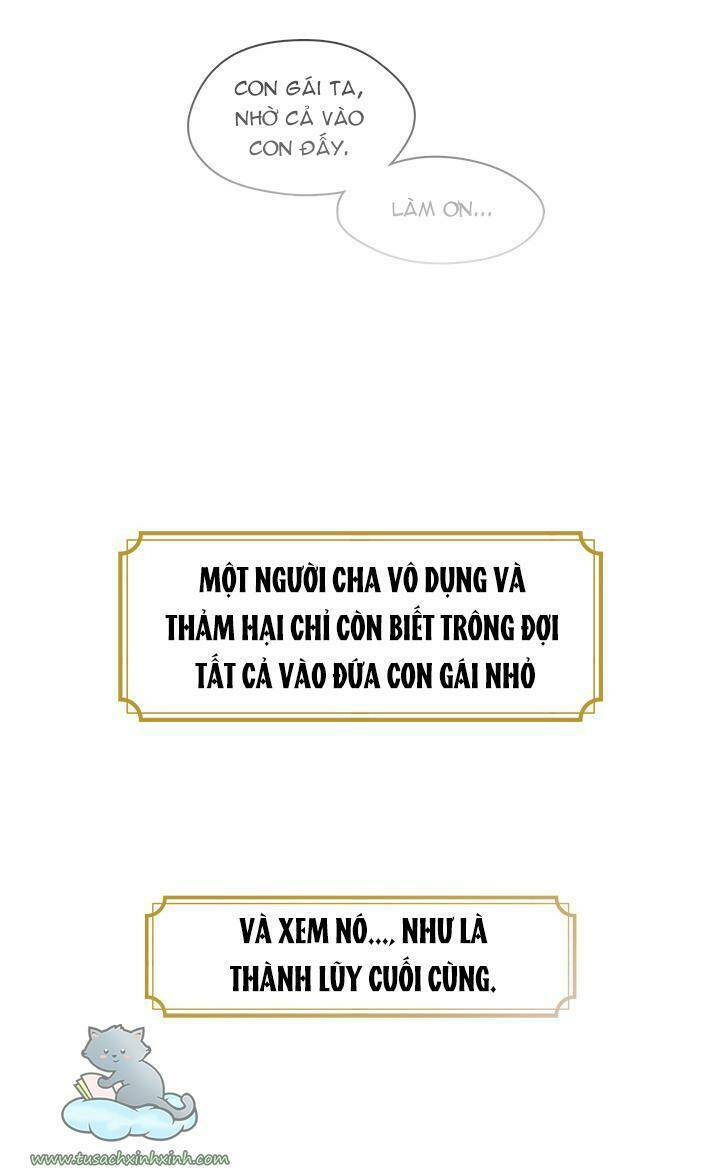 CON GÁI TA,
NHỜ CẢ VÀO
CON ĐẤY.
LÀM ƠN...
MỘT NGƯỜI CHA VÔ DỤNG VÀ
THẢM HẠI CHỈ CÒN BIẾT TRÔNG ĐỢI
TẤT CẢ VÀO ĐỨA CON GÁI NHỎ
VÀ XEM NÓ..., NHƯ LÀ
THÀNH LŨY CUỐI CÙNG.
www.tusachxinhxinh.com